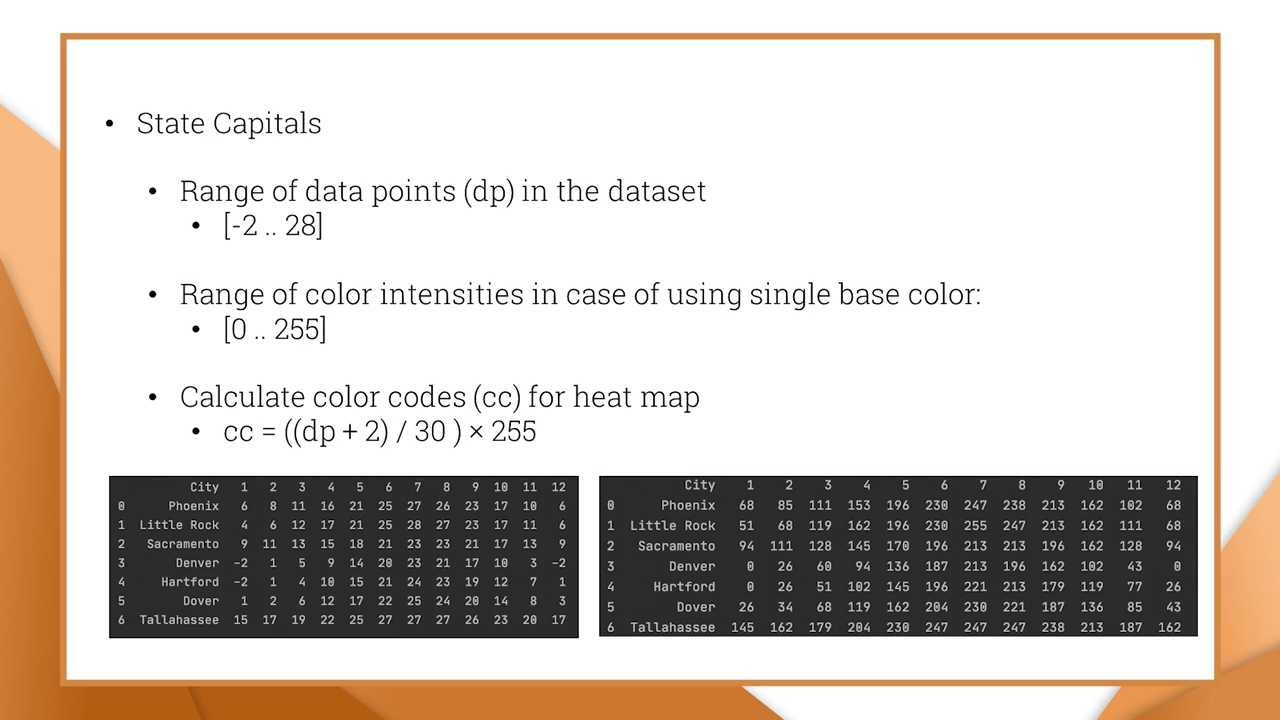 • State Capitals
• Range of data points (dp) in the dataset
• [-2 .. 28]
• Range of color intensities in case of using single base color:
• [0 .. 255]
• Calculate color codes (cc) for heat map
• cc = ((dp + 2) / 30 ) × 255
City 1 2 3 4 5 6 7 8 9 10 11 12
0 Phoenix 6 8 11 16 21 25 27 26 23 17 10 6
1 Little Rock 4 6 12 17 21 25 28 27 23 17 11 6
2 Sacramento 9 11 13 15 18 21 23 23 21 17 13 9
3 Denver -2 1 5 9 14 20 23 21 17 10 3 -2
4 Hartford -2 1 4 10 15 21 24 23 19 12 7 1
5 Dover 1 2 6 12 17 22 25 24 20 14 8 3
6 Tallahassee 15 17 19 22 25 27 27 27 26 23 20 17
City 1 2 3 4 5 6 7 8 9 10 11 12
0 Phoenix 68 85 111 153 196 230 247 238 213 162 102 68
1 Little Rock 51 68 119 162 196 230 255 247 213 162 111 68
2 Sacramento 94 111 128 145 170 196 213 213 196 162 128 94
3 Denver 0 26 60 94 136 187 213 196 162 102 43 0
4 Hartford 0 26 51 102 145 196 221 213 179 119 77 26
5 Dover 26 34 68 119 162 204 230 221 187 136 85 43
6 Tallahassee 145 162 179 204 230 247 247 247 238 213 187 162